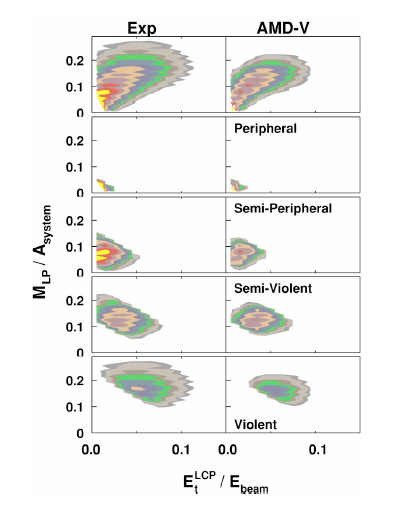 Exp AMD-V
0.2
0.1
0
Peripheral
0.2
0.1
0
Semi-Peripheral
0.2
0.1
0
Semi-Violent
0.2
0.1
0
0.2
0.1
0
Violent
0.0 0.1 0.0 0.1
M_LP / A_system
E_t^LCP / E_beam